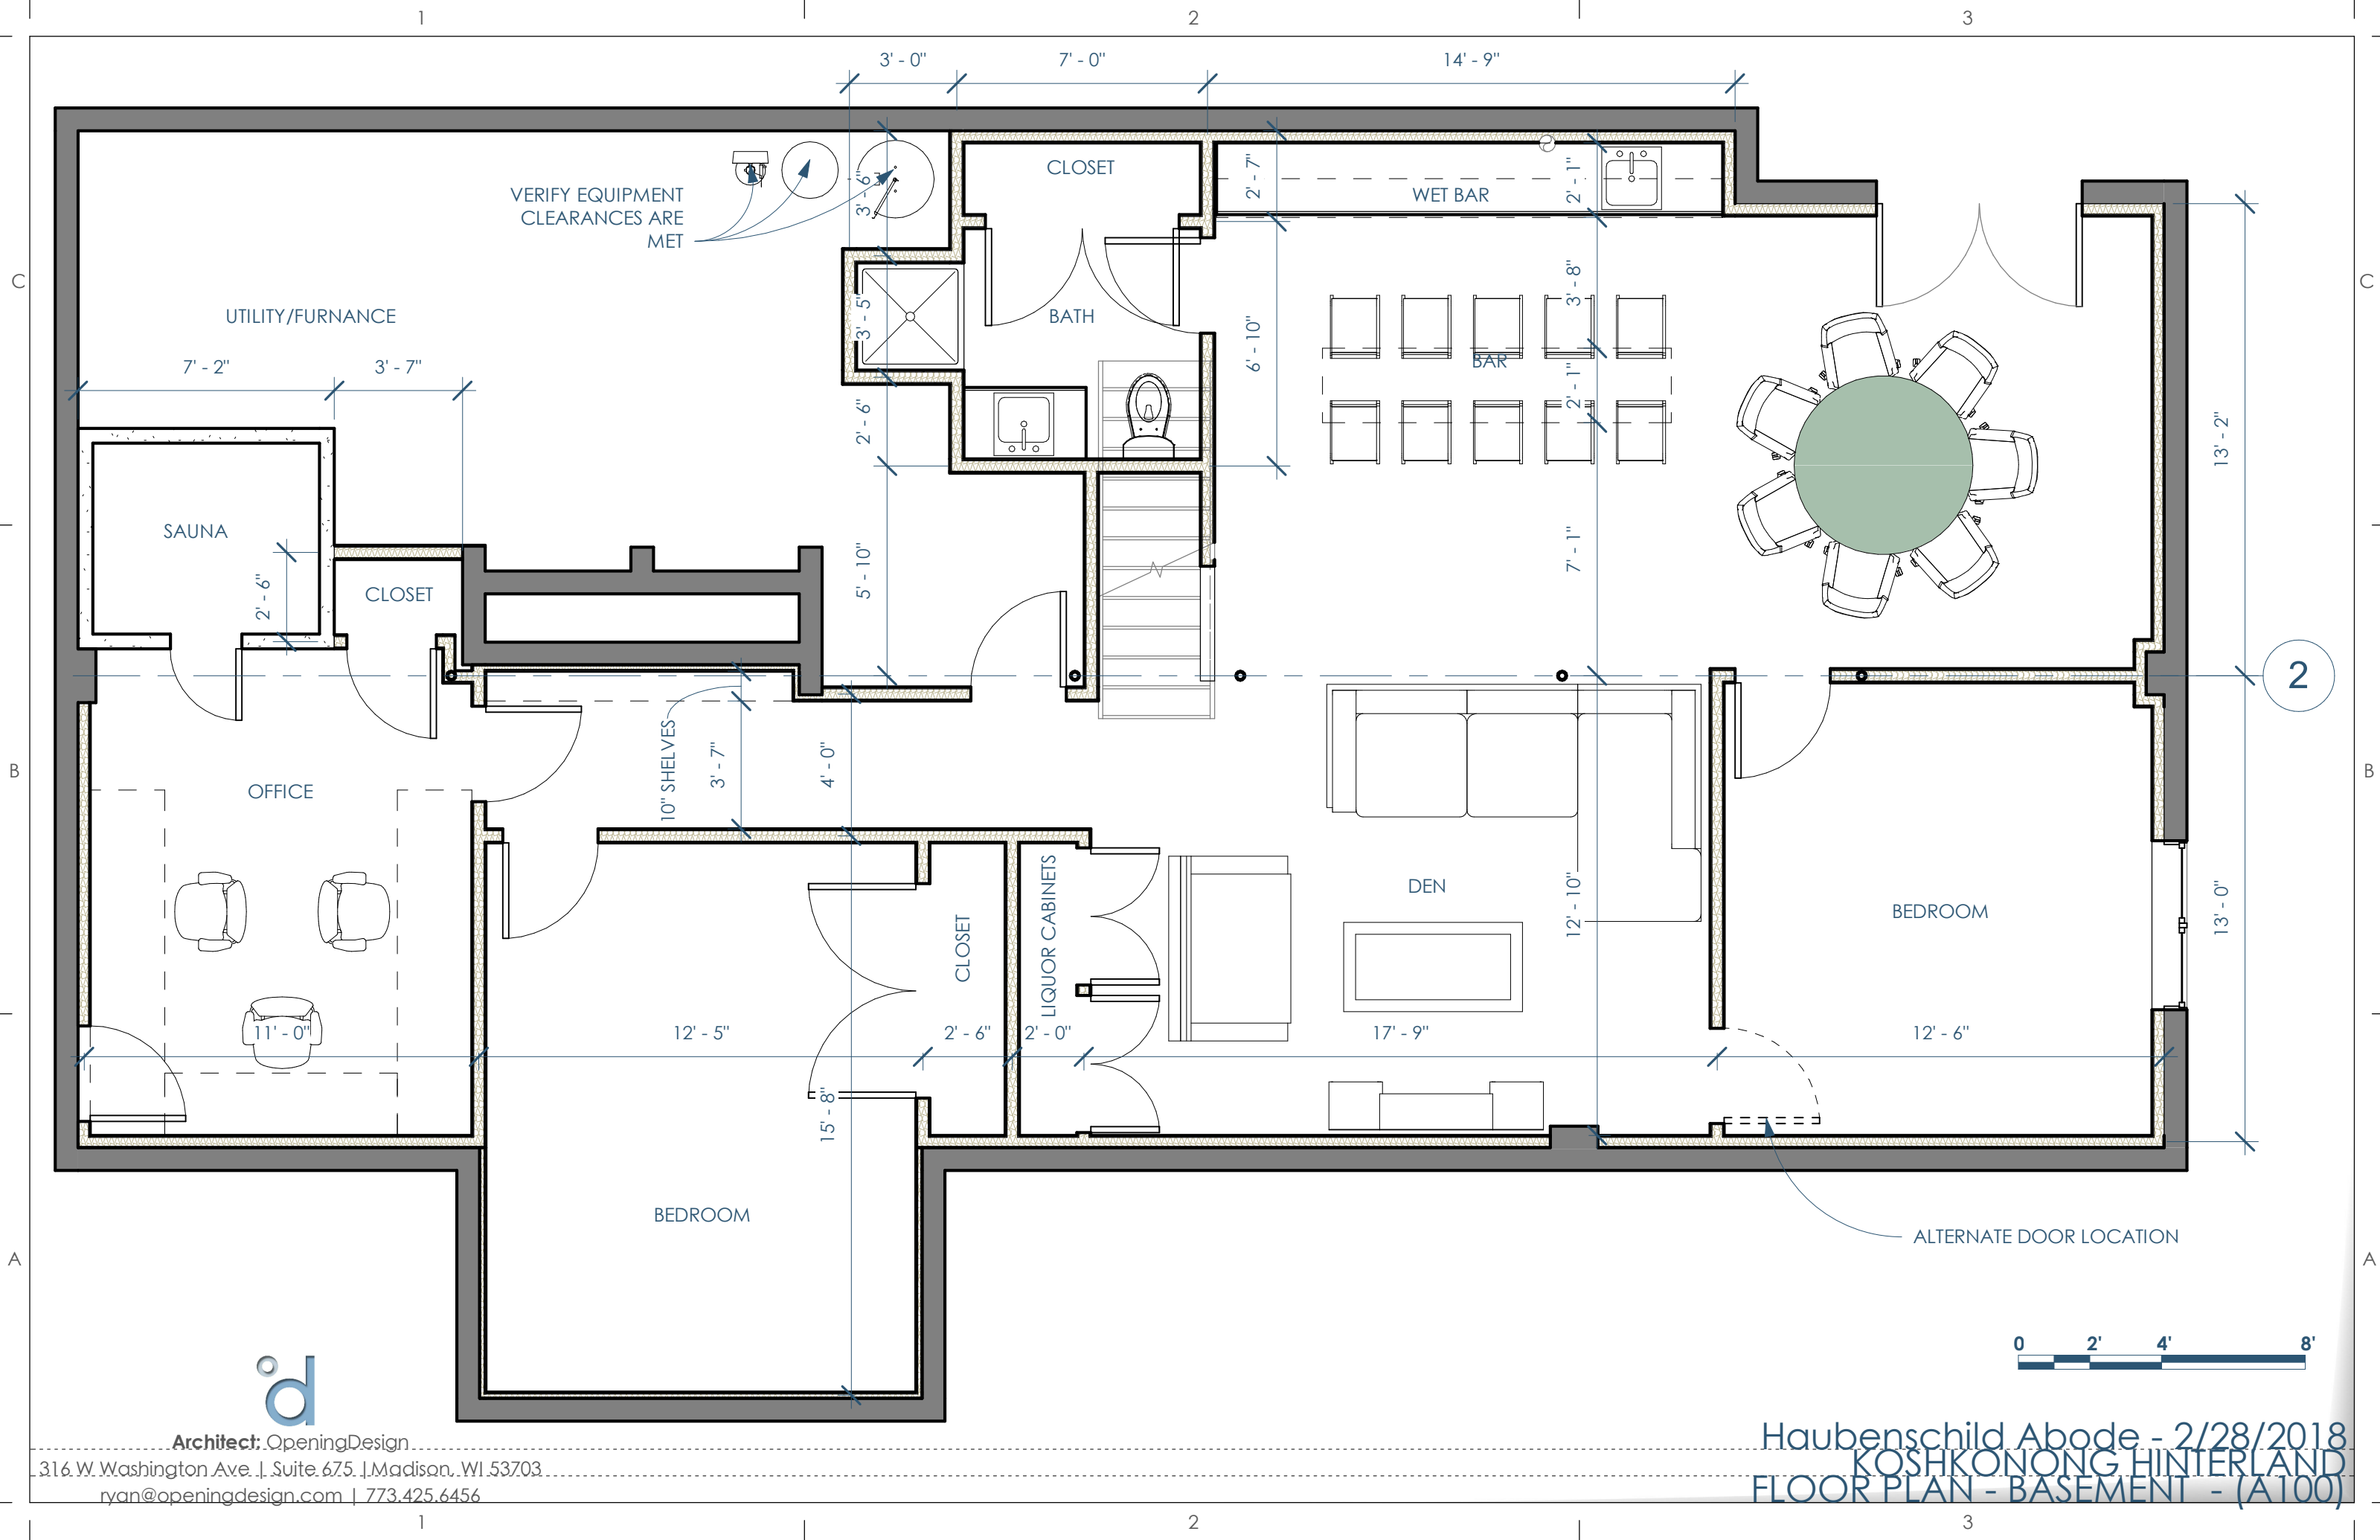 1
2
3
3' - 0"
7' - 0"
14' - 9"
CLOSET
2' - 7"
2' - 1"
WET BAR
3' - 6"
VERIFY EQUIPMENT
CLEARANCES ARE
MET
C
C
3' - 8"
3' - 5"
BATH
UTILITY/FURNANCE
6' - 10"
BAR
7' - 2"
3' - 7"
2' - 1"
2' - 6"
13' - 2"
SAUNA
7' - 1"
5' - 10"
2' - 6"
CLOSET
2
10" SHELVES
3' - 7"
4' - 0"
B
B
OFFICE
LIQUOR CABINETS
DEN
12' - 10"
BEDROOM
13' - 0"
CLOSET
11' - 0"
12' - 5"
2' - 6"
2' - 0"
17' - 9"
12' - 6"
15' - 8"
BEDROOM
ALTERNATE DOOR LOCATION
A
A
0 2' 4' 8'
d
Architect: OpeningDesign
316 W Washington Ave | Suite 675 |Madison, WI 53703
ryan@openingdesign.com | 773.425.6456
Haubenschild Abode - 2/28/2018
KOSHKONONG HINTERLAND
FLOOR PLAN - BASEMENT - (A100)
1
2
3